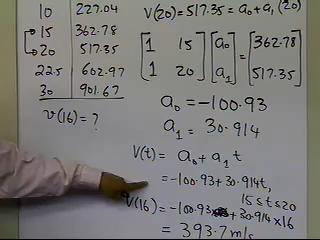 10 227.04
15 362.78
20 517.35
22.5 602.97
30 901.67
v(16) = ?
v(20) = 517.35 = a₀ + a₁ (20)
[1 15] [a₀] = [362.78]
[1 20] [a₁] [517.35]
a₀ = -100.93
a₁ = 30.914
v(t) = a₀ + a₁ t
= -100.93 + 30.914t,
15 ≤ t ≤ 20
v(16) = -100.93 + 30.914 × 16
= 393.7 m/s